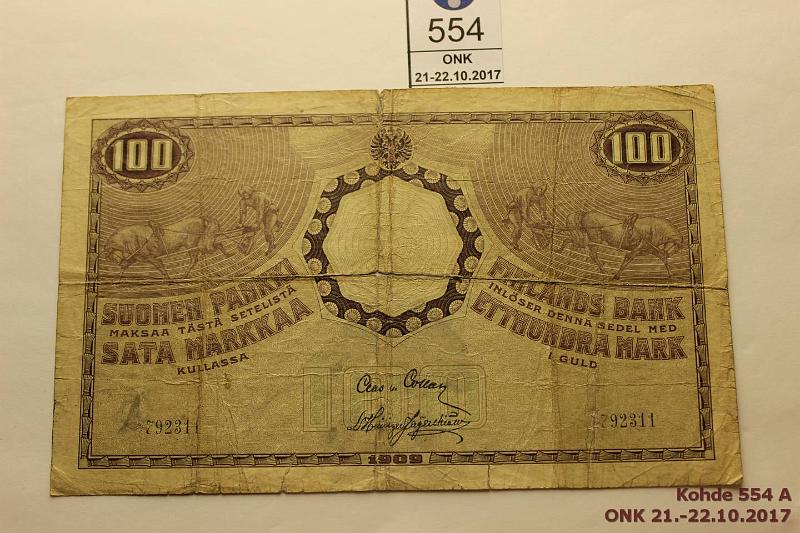 554
ONK
21-22.10.2017
100
100
SUOMEN PANKKI
MAKSAA TÄSTÄ SETELISTÄ
SATA MARKKAA
KULLASSA
FINLANDS BANK
INLÖSER DENNA SEDEL MED
ETTHUNDRA MARK
I GULD
100
792311
792311
1909
Kohde 554 A
ONK 21.-22.10.2017